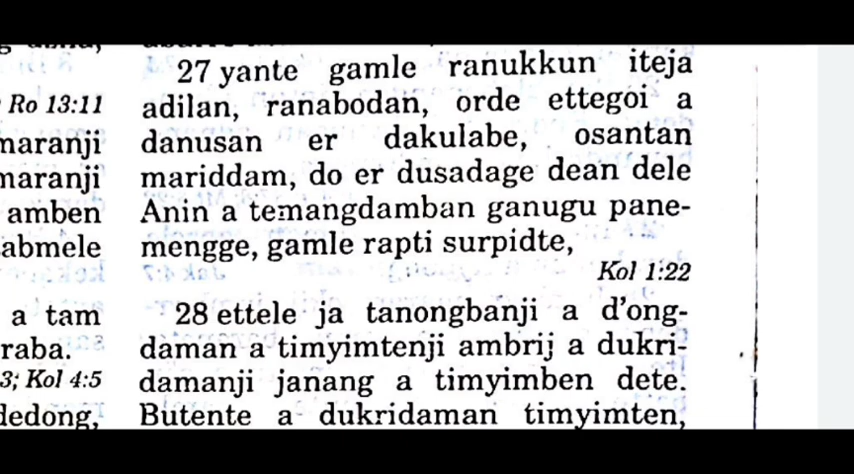 Ro 13:11
maranji
maranji
amben
abmele
a tam
raba.
3; Kol 4:5
dedong,
27 yante gamle ranukkun iteja
adilan, ranabodan, orde ettegoi a
danusan er dakulabe, osantan
mariddam, do er dusadage dean dele
Anin a temangdamban ganugu pane-
mengge, gamle rapti surpidte,
Kol 1:22
28 ettele ja tanongbanji a d’ong-
daman a timyimtenji ambrij a dukri-
damanji janang a timyimben dete.
Butente a dukridaman timyimten,